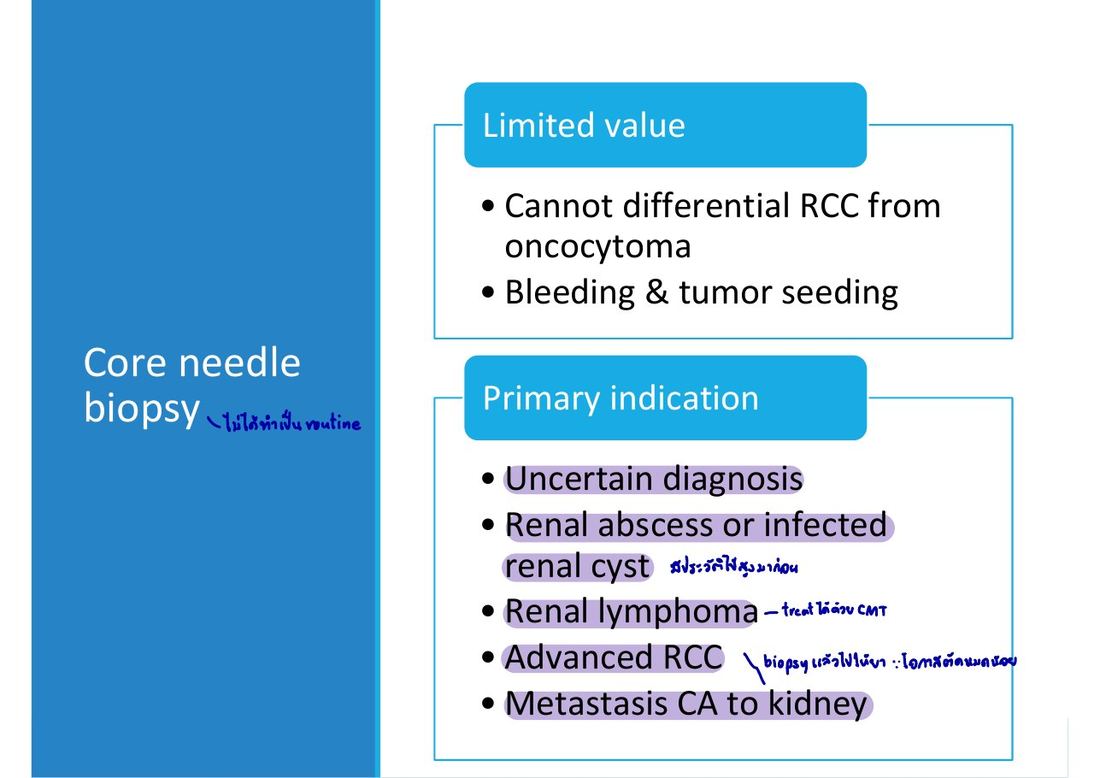 Core needle
biopsy ไม่ได้ทำเป็น routine
Limited value
• Cannot differential RCC from
oncocytoma
• Bleeding & tumor seeding
Primary indication
• Uncertain diagnosis
• Renal abscess or infected
renal cyst มีประวัติไข้สูงมาก่อน
• Renal lymphoma – treat ได้ด้วย CMT
• Advanced RCC biopsy แล้วไปให้ยา ∵ โอกาสตัดหมดน้อย
• Metastasis CA to kidney